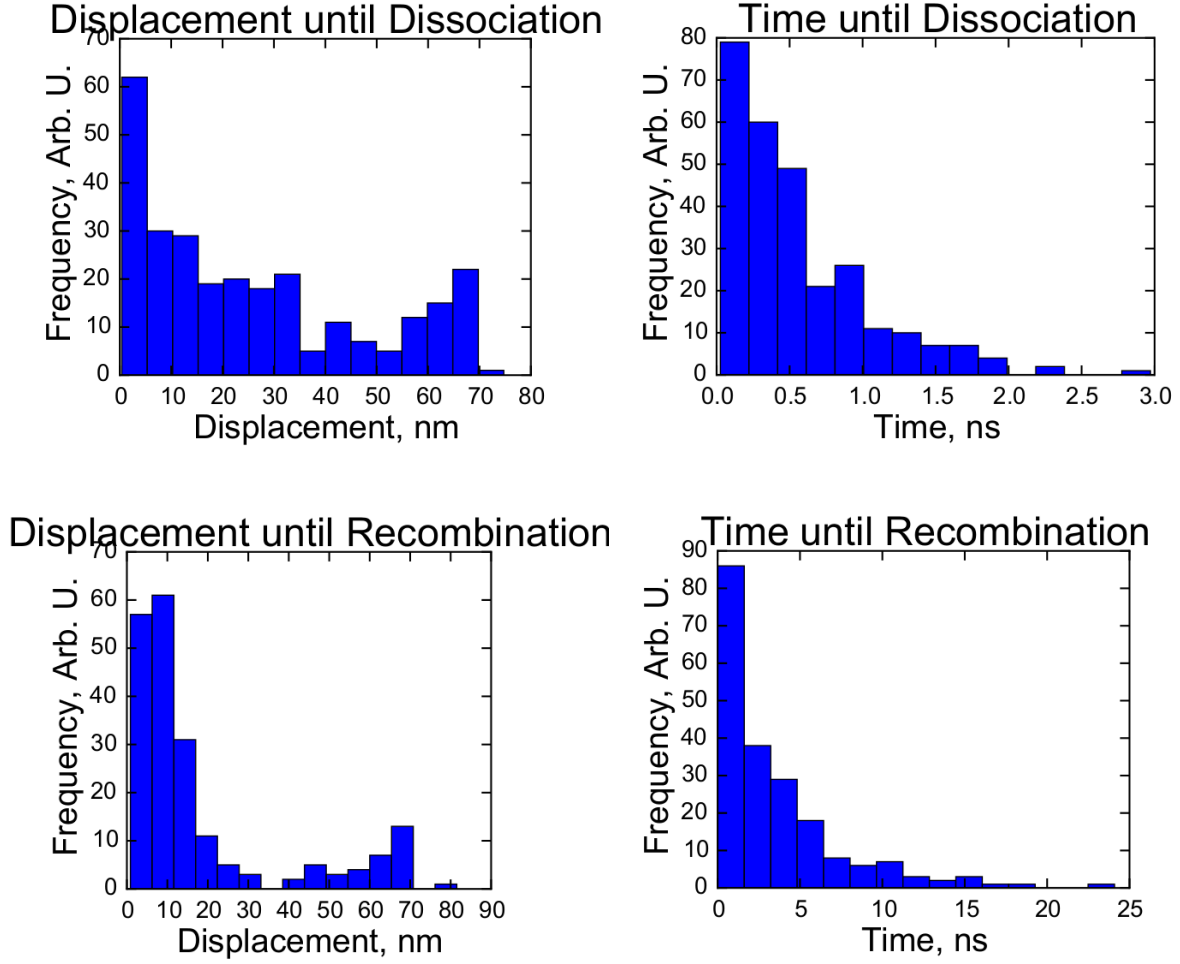 Displacement until Dissociation
70
60
50
40
30
20
10
0
Frequency, Arb. U.
0 10 20 30 40 50 60 70 80
Displacement, nm
Time until Dissociation
80
70
60
50
40
30
20
10
0
Frequency, Arb. U.
0.0 0.5 1.0 1.5 2.0 2.5 3.0
Time, ns
Displacement until Recombination
70
60
50
40
30
20
10
0
Frequency, Arb. U.
0 10 20 30 40 50 60 70 80 90
Displacement, nm
Time until Recombination
90
80
70
60
50
40
30
20
10
0
Frequency, Arb. U.
0 5 10 15 20 25
Time, ns